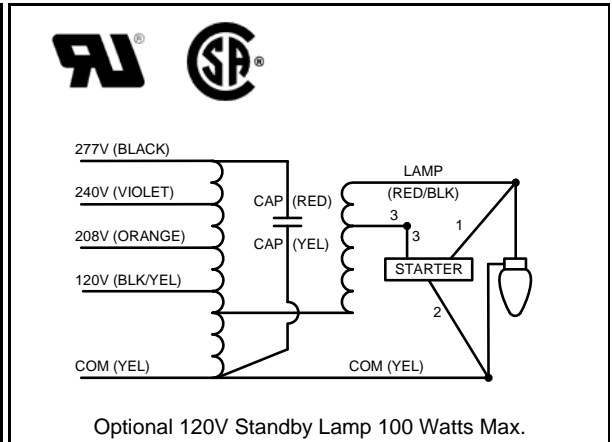 277V (BLACK)
240V (VIOLET)
208V (ORANGE)
120V (BLK/YEL)
COM (YEL)
CAP (RED)
CAP (YEL)
LAMP
(RED/BLK)
3
3
1
STARTER
2
COM (YEL)
Optional 120V Standby Lamp 100 Watts Max.